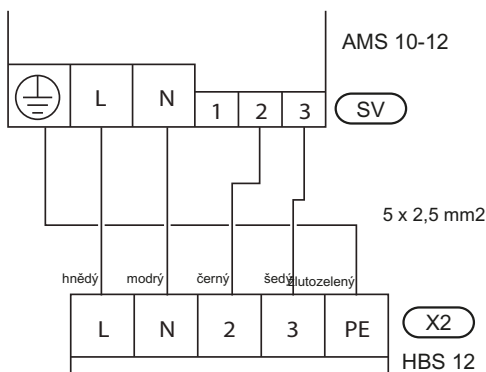 AMS 10-12
L N 1 2 3 SV
5 x 2,5 mm2
hnědý modrý černý šedý žlutozelený
L N 2 3 PE X2
HBS 12